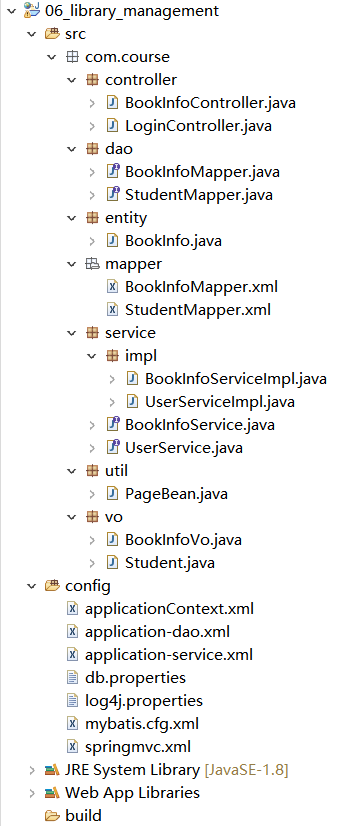 06_library_management
src
com.course
controller
BookInfoController.java
LoginController.java
dao
BookInfoMapper.java
StudentMapper.java
entity
BookInfo.java
mapper
BookInfoMapper.xml
StudentMapper.xml
service
impl
BookInfoServiceImpl.java
UserServiceImpl.java
BookInfoService.java
UserService.java
util
PageBean.java
vo
BookInfoVo.java
Student.java
config
applicationContext.xml
application-dao.xml
application-service.xml
db.properties
log4j.properties
mybatis.cfg.xml
springmvc.xml
JRE System Library [JavaSE-1.8]
Web App Libraries
build